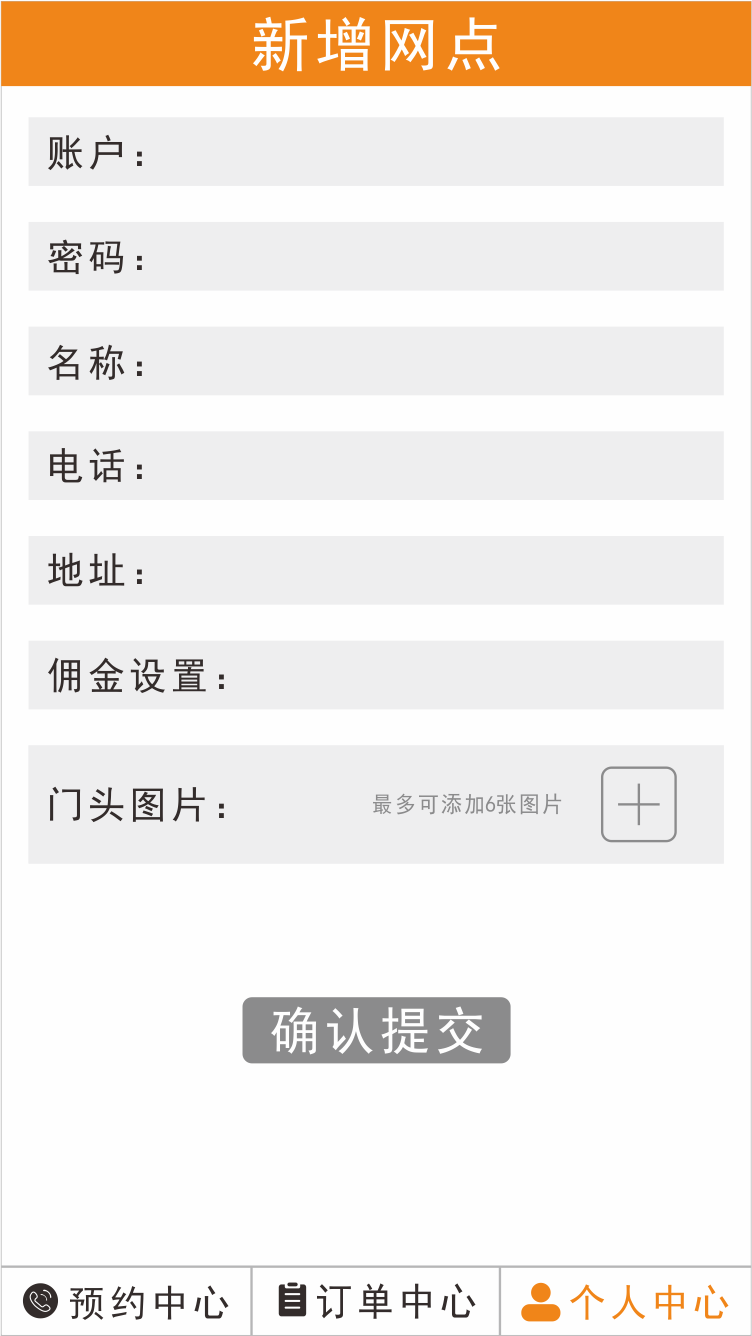 新增网点
账户：
密码：
名称：
电话：
地址：
佣金设置：
门头图片： 最多可添加6张图片
确认提交
预约中心 订单中心 个人中心